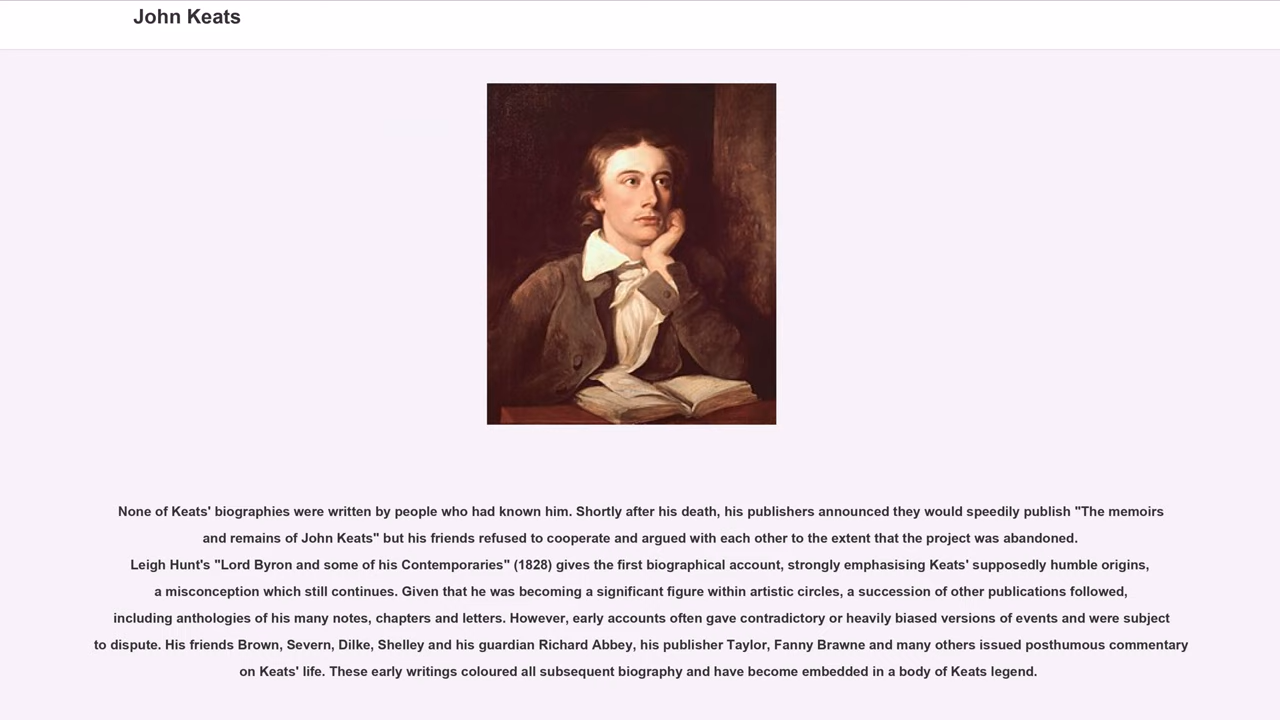 John Keats
None of Keats' biographies were written by people who had known him. Shortly after his death, his publishers announced they would speedily publish "The memoirs
and remains of John Keats" but his friends refused to cooperate and argued with each other to the extent that the project was abandoned.
Leigh Hunt's "Lord Byron and some of his Contemporaries" (1828) gives the first biographical account, strongly emphasising Keats' supposedly humble origins,
a misconception which still continues. Given that he was becoming a significant figure within artistic circles, a succession of other publications followed,
including anthologies of his many notes, chapters and letters. However, early accounts often gave contradictory or heavily biased versions of events and were subject
to dispute. His friends Brown, Severn, Dilke, Shelley and his guardian Richard Abbey, his publisher Taylor, Fanny Brawne and many others issued posthumous commentary
on Keats' life. These early writings coloured all subsequent biography and have become embedded in a body of Keats legend.